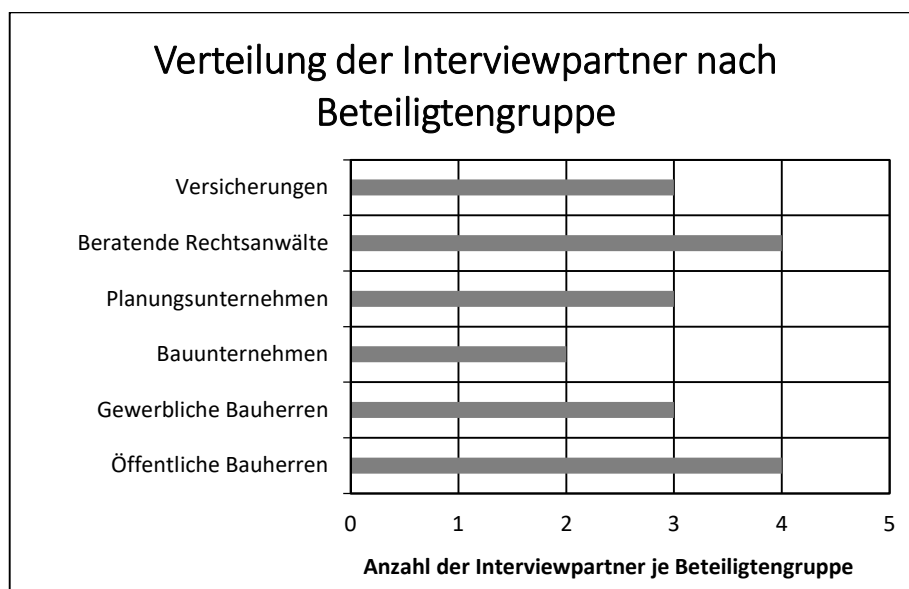 Verteilung der Interviewpartner nach
Beteiligtengruppe
Versicherungen
Beratende Rechtsanwälte
Planungsunternehmen
Bauunternehmen
Gewerbliche Bauherren
Öffentliche Bauherren
0 1 2 3 4 5
Anzahl der Interviewpartner je Beteiligtengruppe